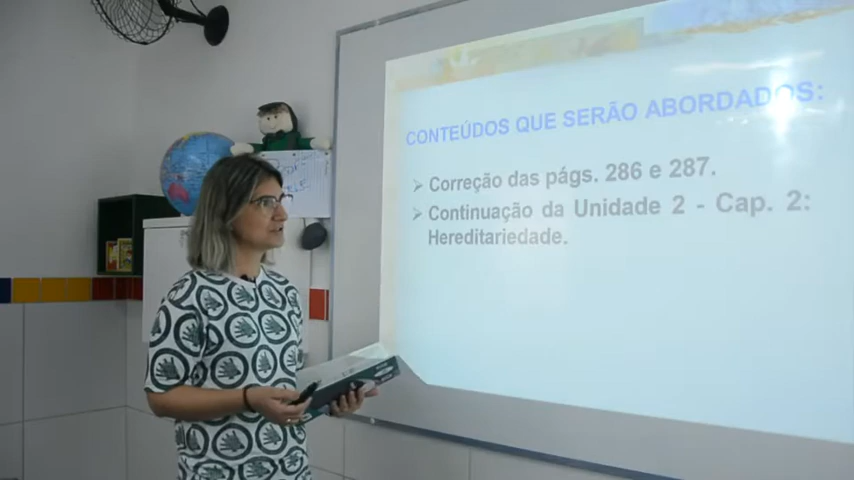 CONTEÚDOS QUE SERÃO ABORDADOS:
➢ Correção das págs. 286 e 287.
➢ Continuação da Unidade 2 - Cap. 2:
Hereditariedade.